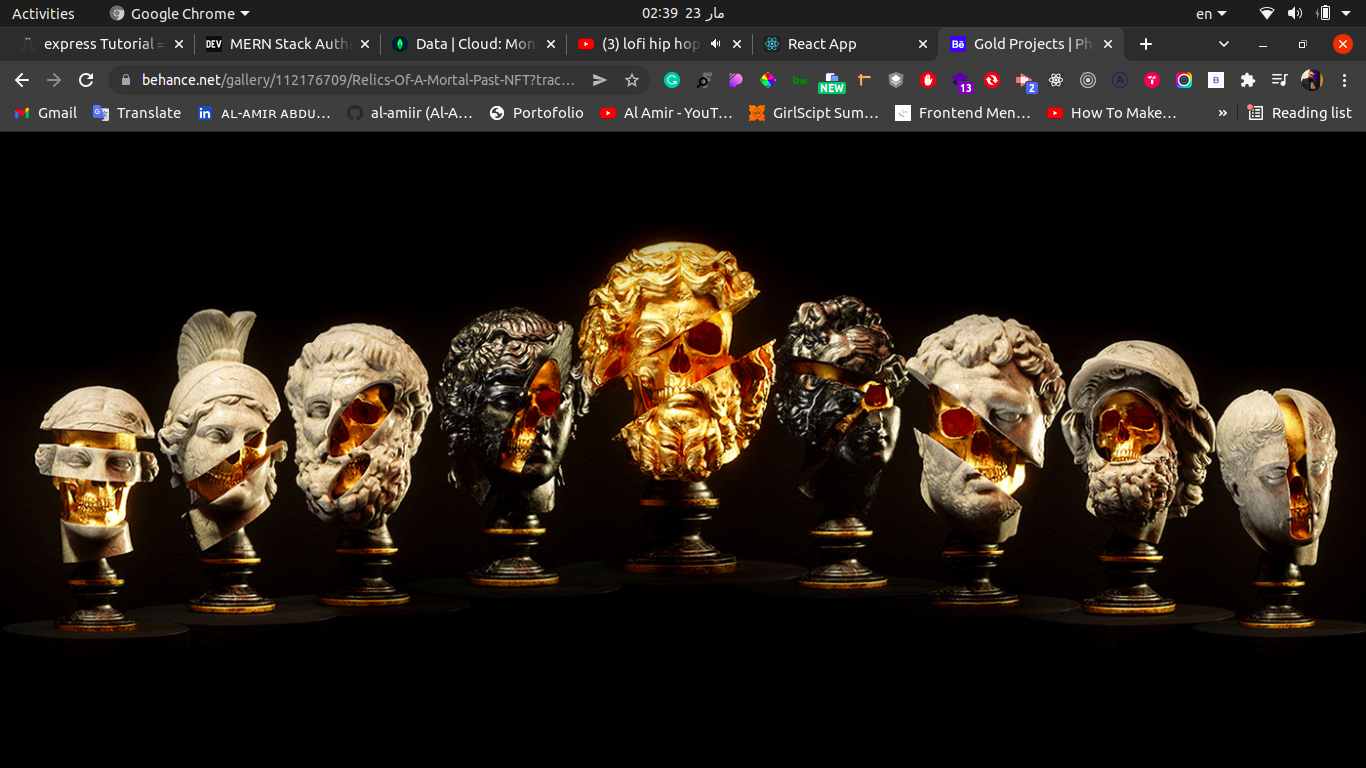 Activities
Google Chrome
02:39 23 مار
en
express Tutorial
MERN Stack Auth
Data | Cloud: Mon
(3) lofi hip hop
React App
Gold Projects | Ph
behance.net/gallery/112176709/Relics-Of-A-Mortal-Past-NFT?trac...
NEW
13
2
Gmail
Translate
AL-AMIR ABDU...
al-amiir (Al-A...
Portofolio
Al Amir - YouT...
GirlScipt Sum...
Frontend Men...
How To Make...
»
Reading list